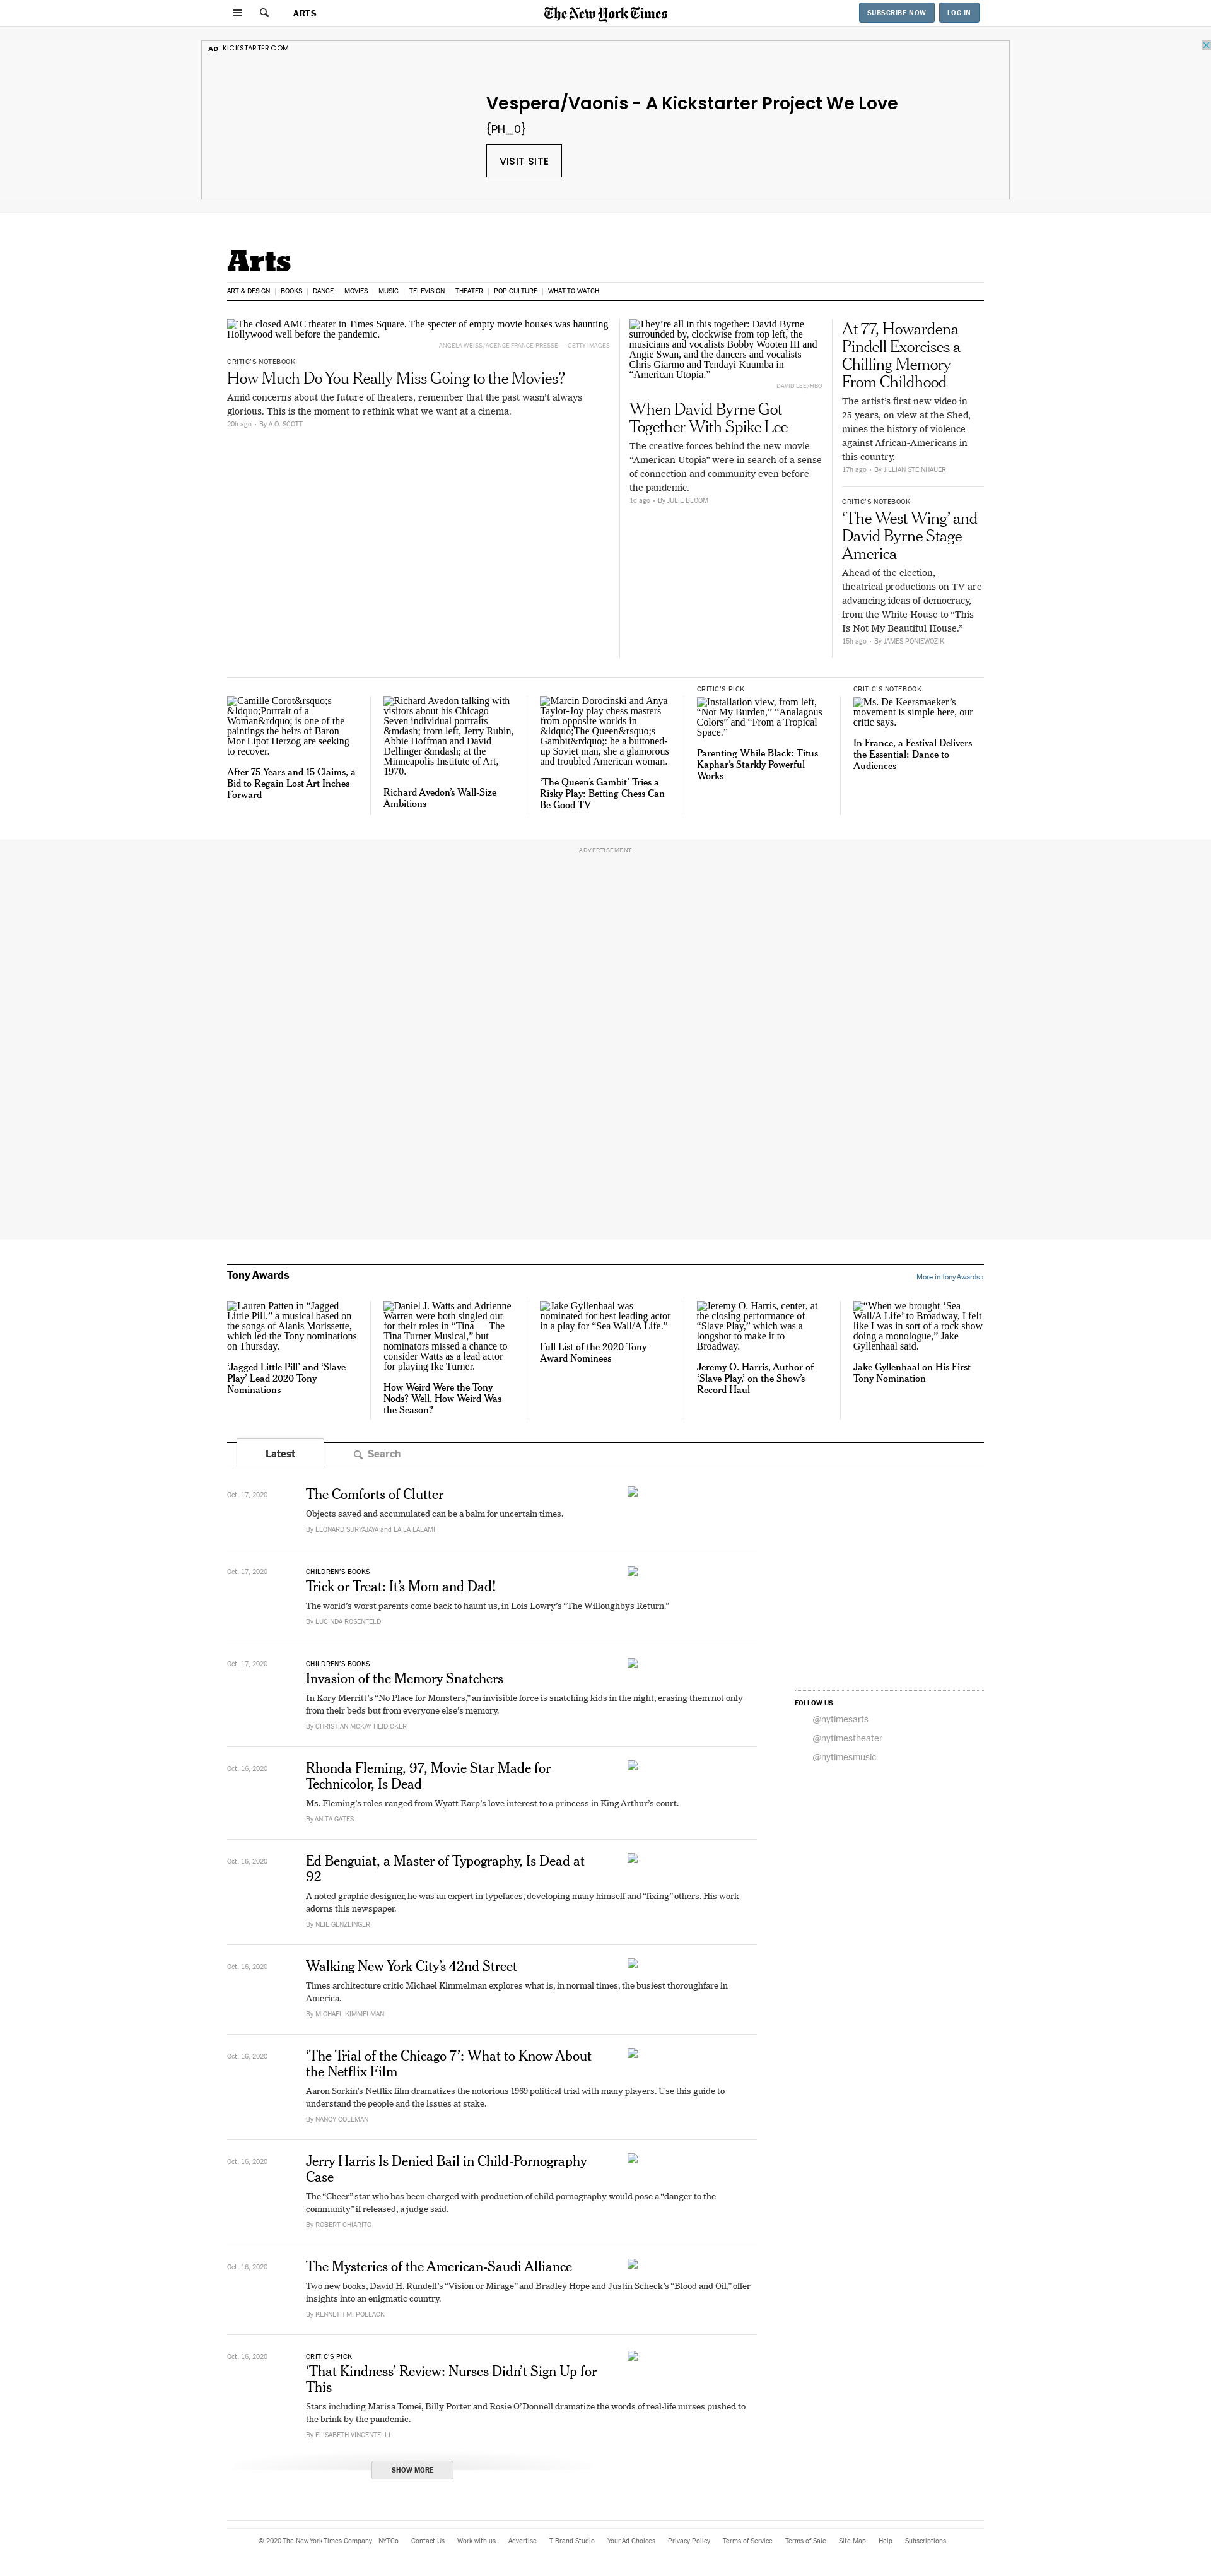 ARTS
The New York Times
SUBSCRIBE NOW
LOG IN
AD KICKSTARTER.COM
Vespera/Vaonis - A Kickstarter Project We Love
{PH_0}
VISIT SITE
Arts
ART & DESIGN
BOOKS
DANCE
MOVIES
MUSIC
TELEVISION
THEATER
POP CULTURE
WHAT TO WATCH
The closed AMC theater in Times Square. The specter of empty movie houses was haunting
Hollywood well before the pandemic.
ANGELA WEISS/AGENCE FRANCE-PRESSE — GETTY IMAGES
CRITIC'S NOTEBOOK
How Much Do You Really Miss Going to the Movies?
Amid concerns about the future of theaters, remember that the past wasn't always
glorious. This is the moment to rethink what we want at a cinema.
20h ago • By A.O. SCOTT
They're all in this together: David Byrne
surrounded by, clockwise from top left, the
musicians and vocalists Bobby Wooten III and
Angie Swan, and the dancers and vocalists
Chris Giarmo and Tendayi Kuumba in
“American Utopia.”
DAVID LEE/HBO
When David Byrne Got
Together With Spike Lee
The creative forces behind the new movie
“American Utopia” were in search of a sense
of connection and community even before
the pandemic.
1d ago • By JULIE BLOOM
At 77, Howardena
Pindell Exorcises a
Chilling Memory
From Childhood
The artist’s first new video in
25 years, on view at the Shed,
mines the history of violence
against African-Americans in
this country.
17h ago • By JILLIAN STEINHAUER
CRITIC'S NOTEBOOK
‘The West Wing’ and
David Byrne Stage
America
Ahead of the election,
theatrical productions on TV are
advancing ideas of democracy,
from the White House to “This
Is Not My Beautiful House.”
15h ago • By JAMES PONIEWOZIK
Camille Corot&rsquo;s
&ldquo;Portrait of a
Woman&rdquo; is one of the
paintings the heirs of Baron
Mor Lipot Herzog are seeking
to recover.
After 75 Years and 15 Claims, a
Bid to Regain Lost Art Inches
Forward
Richard Avedon talking with
visitors about his Chicago
Seven individual portraits
&mdash; from left, Jerry Rubin,
Abbie Hoffman and David
Dellinger &mdash; at the
Minneapolis Institute of Art,
1970.
Richard Avedon’s Wall-Size
Ambitions
Marcin Dorocinski and Anya
Taylor-Joy play chess masters
from opposite worlds in
&ldquo;The Queen&rsquo;s
Gambit&rdquo;: he a buttoned-
up Soviet man, she a glamorous
and troubled American woman.
‘The Queen’s Gambit’ Tries a
Risky Play: Betting Chess Can
Be Good TV
CRITIC'S PICK
Installation view, from left,
“Not My Burden,” “Analagous
Colors” and “From a Tropical
Space.”
Parenting While Black: Titus
Kaphar’s Starkly Powerful
Works
CRITIC'S NOTEBOOK
Ms. De Keersmaeker’s
movement is simple here, our
critic says.
In France, a Festival Delivers
the Essential: Dance to
Audiences
ADVERTISEMENT
Tony Awards
More in Tony Awards ›
Lauren Patten in “Jagged
Little Pill,” a musical based on
the songs of Alanis Morissette,
which led the Tony nominations
on Thursday.
‘Jagged Little Pill’ and ‘Slave
Play’ Lead 2020 Tony
Nominations
Daniel J. Watts and Adrienne
Warren were both singled out
for their roles in “Tina — The
Tina Turner Musical,” but
nominators missed a chance to
consider Watts as a lead actor
for playing Ike Turner.
How Weird Were the Tony
Nods? Well, How Weird Was
the Season?
Jake Gyllenhaal was
nominated for best leading actor
in a play for “Sea Wall/A Life.”
Full List of the 2020 Tony
Award Nominees
Jeremy O. Harris, center, at
the closing performance of
“Slave Play,” which was a
longshot to make it to
Broadway.
Jeremy O. Harris, Author of
‘Slave Play,’ on the Show’s
Record Haul
“When we brought ‘Sea
Wall/A Life’ to Broadway, I felt
like I was in sort of a rock show
doing a monologue,” Jake
Gyllenhaal said.
Jake Gyllenhaal on His First
Tony Nomination
Latest
Search
Oct. 17, 2020
The Comforts of Clutter
Objects saved and accumulated can be a balm for uncertain times.
By LEONARD SURYAJAYA and LAILA LALAMI
Oct. 17, 2020
CHILDREN'S BOOKS
Trick or Treat: It’s Mom and Dad!
The world’s worst parents come back to haunt us, in Lois Lowry’s “The Willoughbys Return.”
By LUCINDA ROSENFELD
Oct. 17, 2020
CHILDREN'S BOOKS
Invasion of the Memory Snatchers
In Kory Merritt’s “No Place for Monsters,” an invisible force is snatching kids in the night, erasing them not only
from their beds but from everyone else’s memory.
By CHRISTIAN MCKAY HEIDICKER
FOLLOW US
@nytimesarts
@nytimestheater
@nytimesmusic
Oct. 16, 2020
Rhonda Fleming, 97, Movie Star Made for
Technicolor, Is Dead
Ms. Fleming’s roles ranged from Wyatt Earp’s love interest to a princess in King Arthur’s court.
By ANITA GATES
Oct. 16, 2020
Ed Benguiat, a Master of Typography, Is Dead at
92
A noted graphic designer, he was an expert in typefaces, developing many himself and “fixing” others. His work
adorns this newspaper.
By NEIL GENZLINGER
Oct. 16, 2020
Walking New York City’s 42nd Street
Times architecture critic Michael Kimmelman explores what is, in normal times, the busiest thoroughfare in
America.
By MICHAEL KIMMELMAN
Oct. 16, 2020
‘The Trial of the Chicago 7’: What to Know About
the Netflix Film
Aaron Sorkin’s Netflix film dramatizes the notorious 1969 political trial with many players. Use this guide to
understand the people and the issues at stake.
By NANCY COLEMAN
Oct. 16, 2020
Jerry Harris Is Denied Bail in Child-Pornography
Case
The “Cheer” star who has been charged with production of child pornography would pose a “danger to the
community” if released, a judge said.
By ROBERT CHIARITO
Oct. 16, 2020
The Mysteries of the American-Saudi Alliance
Two new books, David H. Rundell’s “Vision or Mirage” and Bradley Hope and Justin Scheck’s “Blood and Oil,” offer
insights into an enigmatic country.
By KENNETH M. POLLACK
Oct. 16, 2020
CRITIC'S PICK
‘That Kindness’ Review: Nurses Didn’t Sign Up for
This
Stars including Marisa Tomei, Billy Porter and Rosie O’Donnell dramatize the words of real-life nurses pushed to
the brink by the pandemic.
By ELISABETH VINCENTELLI
SHOW MORE
© 2020 The New York Times Company
NYTCo
Contact Us
Work with us
Advertise
T Brand Studio
Your Ad Choices
Privacy Policy
Terms of Service
Terms of Sale
Site Map
Help
Subscriptions